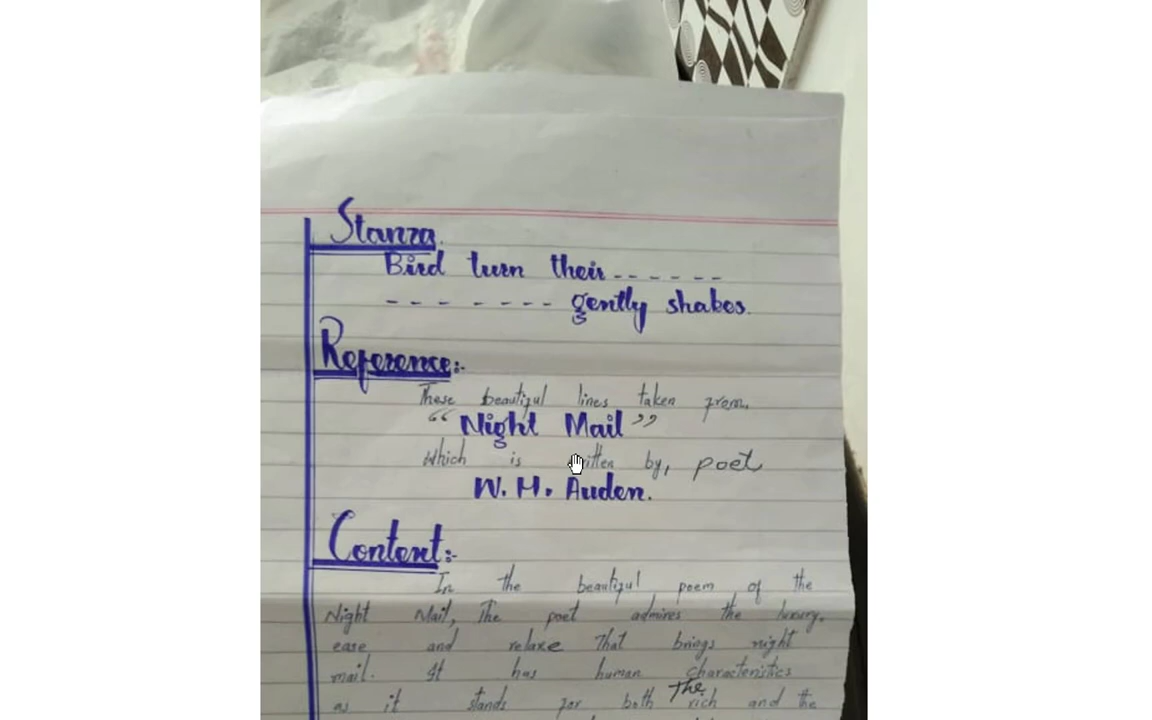 Stanza.
Bird turn their - - - - - -
- - - - - - - - gently shakes.
Reference:-
These beautiful lines taken from,
“Night Mail”
Which is by, poet
W. H. Auden.
Content:-
In the beautiful poem of the
Night Mail, The poet admires the luxury,
ease and relaxe That brings night
mail. It has human characteristics
as it stands for both The rich and the